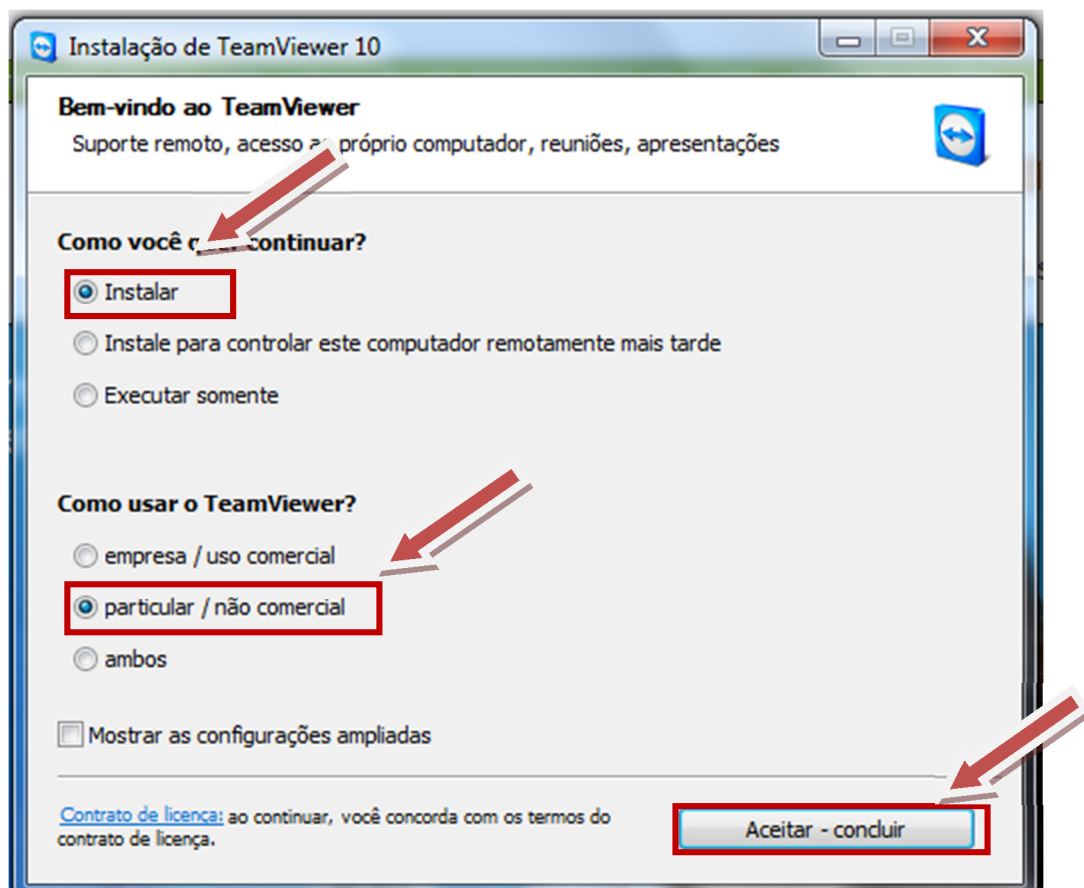 Instalação de TeamViewer 10
Bem-vindo ao TeamViewer
Suporte remoto, acesso ao próprio computador, reuniões, apresentações
Como você quer continuar?
Instalar
Instale para controlar este computador remotamente mais tarde
Executar somente
Como usar o TeamViewer?
empresa / uso comercial
particular / não comercial
ambos
Mostrar as configurações ampliadas
Contrato de licença: ao continuar, você concorda com os termos do
contrato de licença.
Aceitar - concluir